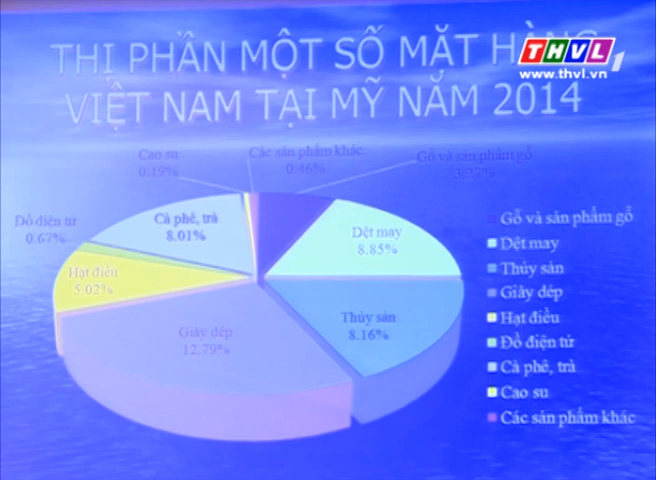 THỊ PHẦN MỘT SỐ MẶT HÀNG
VIỆT NAM TẠI MỸ NĂM 2014
THVL1
www.thvl.vn
Cao su
0.19%
Các sản phẩm khác
0.46%
Gỗ và sản phẩm gỗ
Đồ điện tử
0.67%
Cà phê, trà
8.01%
Dệt may
8.85%
Hạt điều
5.02%
Giày dép
12.79%
Thủy sản
8.16%
Gỗ và sản phẩm gỗ
Dệt may
Thủy sản
Giày dép
Hạt điều
Đồ điện tử
Cà phê, trà
Cao su
Các sản phẩm khác